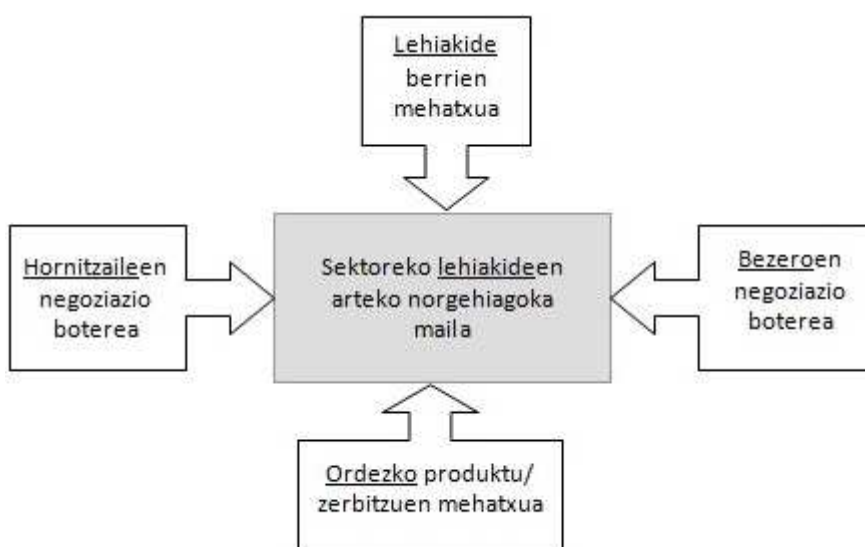 Lehiakide
berrien
mehatxua
Hornitzaileen
negoziazio
boterea
Sektoreko lehiakideen
arteko norgehiagoka
maila
Bezeroen
negoziazio
boterea
Ordezko produktu/
zerbitzuen mehatxua